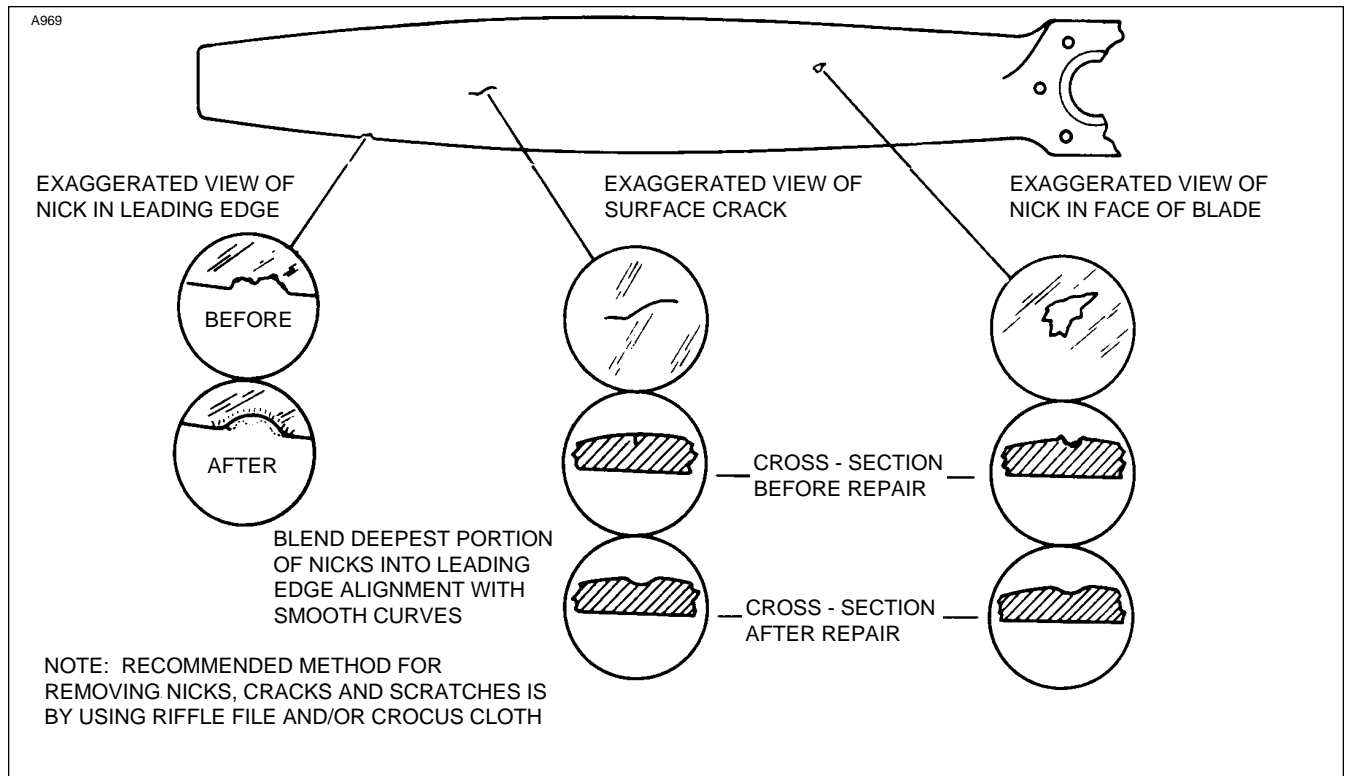 A969
EXAGGERATED VIEW OF
NICK IN LEADING EDGE
EXAGGERATED VIEW OF
SURFACE CRACK
EXAGGERATED VIEW OF
NICK IN FACE OF BLADE
BEFORE
AFTER
CROSS - SECTION
BEFORE REPAIR
BLEND DEEPEST PORTION
OF NICKS INTO LEADING
EDGE ALIGNMENT WITH
SMOOTH CURVES
CROSS - SECTION
AFTER REPAIR
NOTE: RECOMMENDED METHOD FOR
REMOVING NICKS, CRACKS AND SCRATCHES IS
BY USING RIFFLE FILE AND/OR CROCUS CLOTH